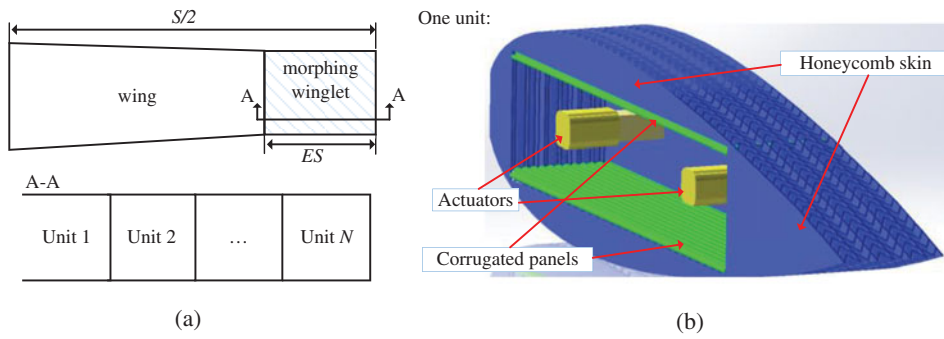 S/2
wing
morphing
winglet
A
A
ES
A-A
Unit 1
Unit 2
...
Unit N
(a)
One unit:
Honeycomb skin
Actuators
Corrugated panels
(b)